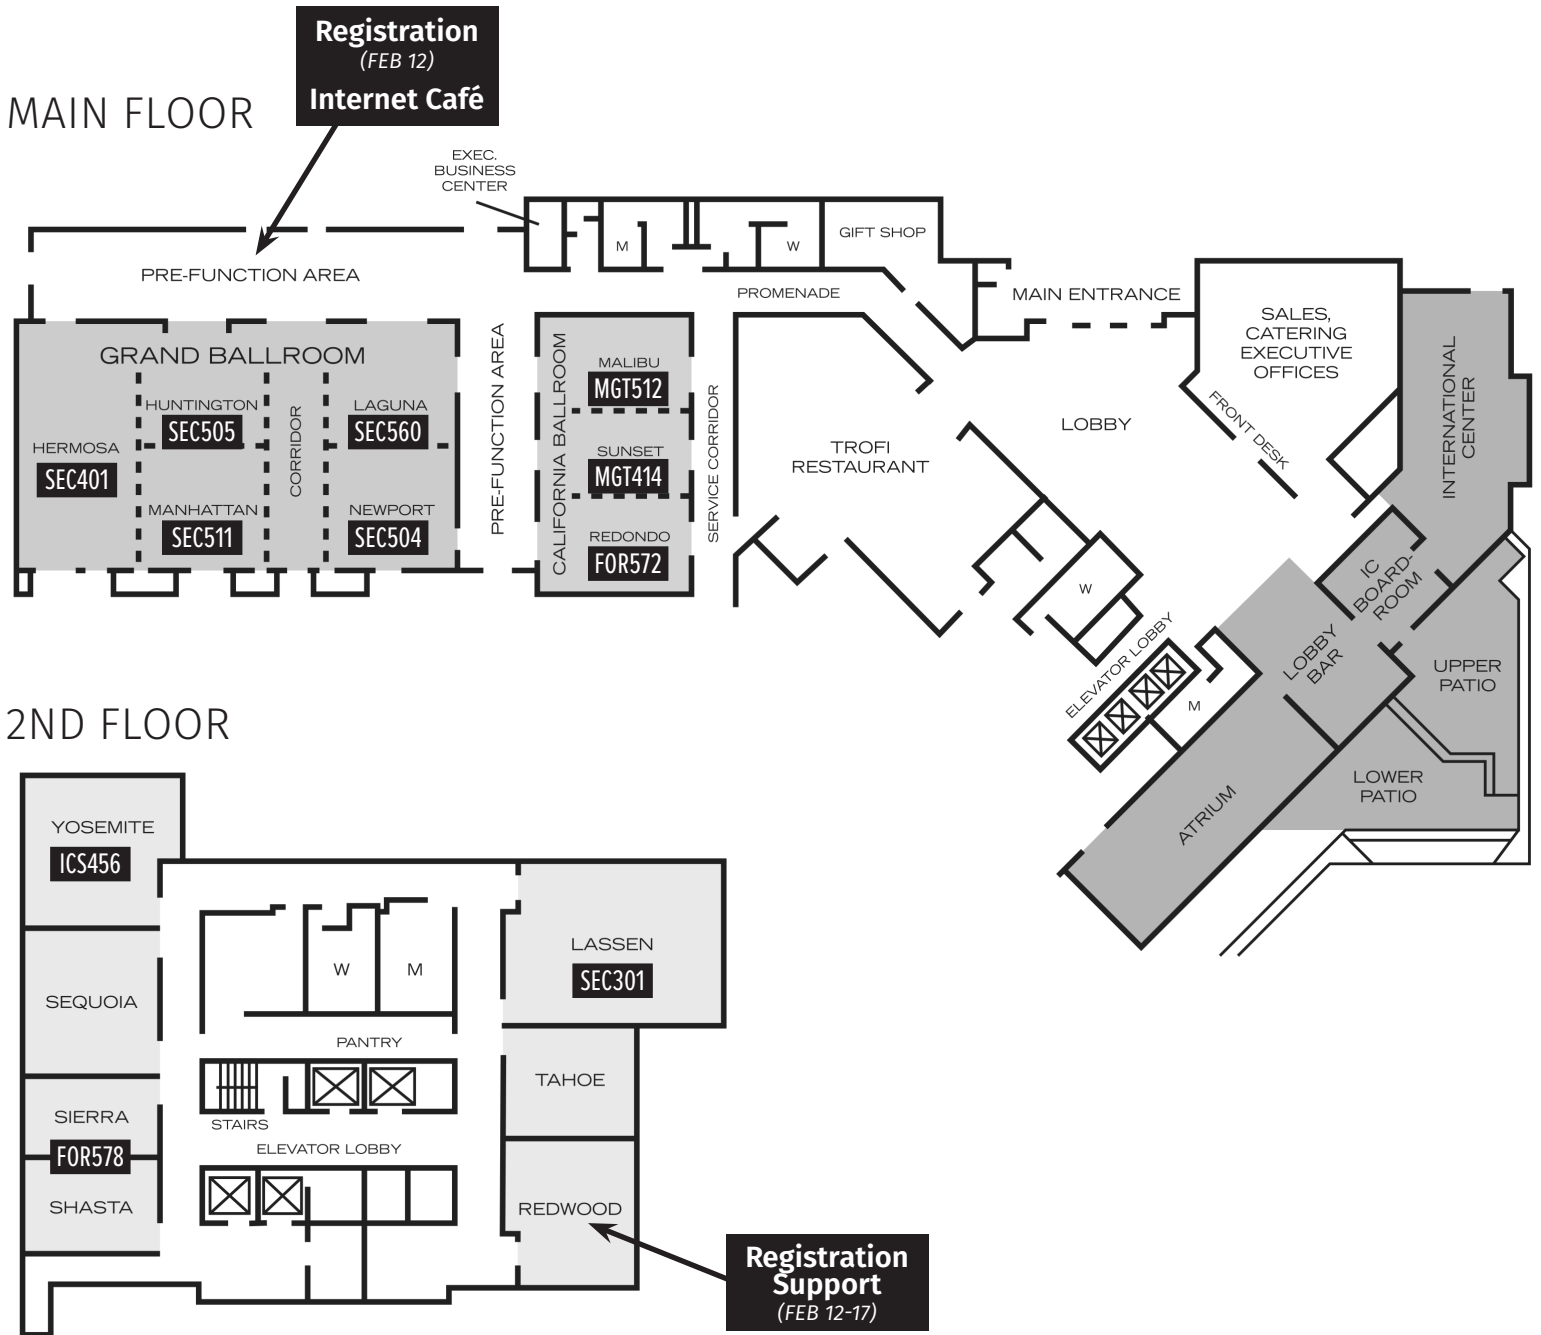 Registration
(FEB 12)
Internet Café
MAIN FLOOR
EXEC.
BUSINESS
CENTER
M
W
GIFT SHOP
PRE-FUNCTION AREA
PROMENADE
MAIN ENTRANCE
SALES,
CATERING
EXECUTIVE
OFFICES
GRAND BALLROOM
HERMOSA
SEC401
HUNTINGTON
SEC505
MANHATTAN
SEC511
CORRIDOR
LAGUNA
SEC560
NEWPORT
SEC504
PRE-FUNCTION AREA
CALIFORNIA BALLROOM
MALIBU
MGT512
SUNSET
MGT414
REDONDO
FOR572
SERVICE CORRIDOR
TROFI
RESTAURANT
LOBBY
FRONT DESK
INTERNATIONAL
CENTER
IC
BOARD-
ROOM
W
ELEVATOR LOBBY
M
LOBBY
BAR
UPPER
PATIO
LOWER
PATIO
ATRIUM
2ND FLOOR
YOSEMITE
ICS456
SEQUOIA
SIERRA
FOR578
SHASTA
W
M
PANTRY
STAIRS
ELEVATOR LOBBY
LASSEN
SEC301
TAHOE
REDWOOD
Registration
Support
(FEB 12-17)